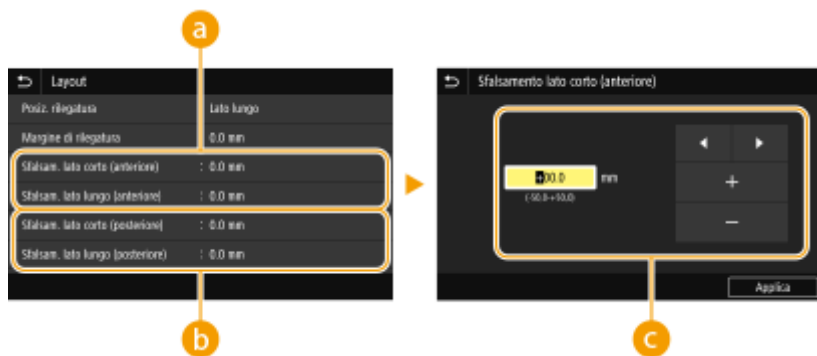 a
Layout
Posiz. rilegatura Lato lungo
Margine di rilegatura 0.0 mm
Sfalsam. lato corto (anteriore) : 0.0 mm
Sfalsam. lato lungo (anteriore) : 0.0 mm
Sfalsam. lato corto (posteriore) : 0.0 mm
Sfalsam. lato lungo (posteriore) : 0.0 mm
b
Sfalsamento lato corto (anteriore)
+00.0 mm
(-50.0-+50.0)
+
−
Applica
c